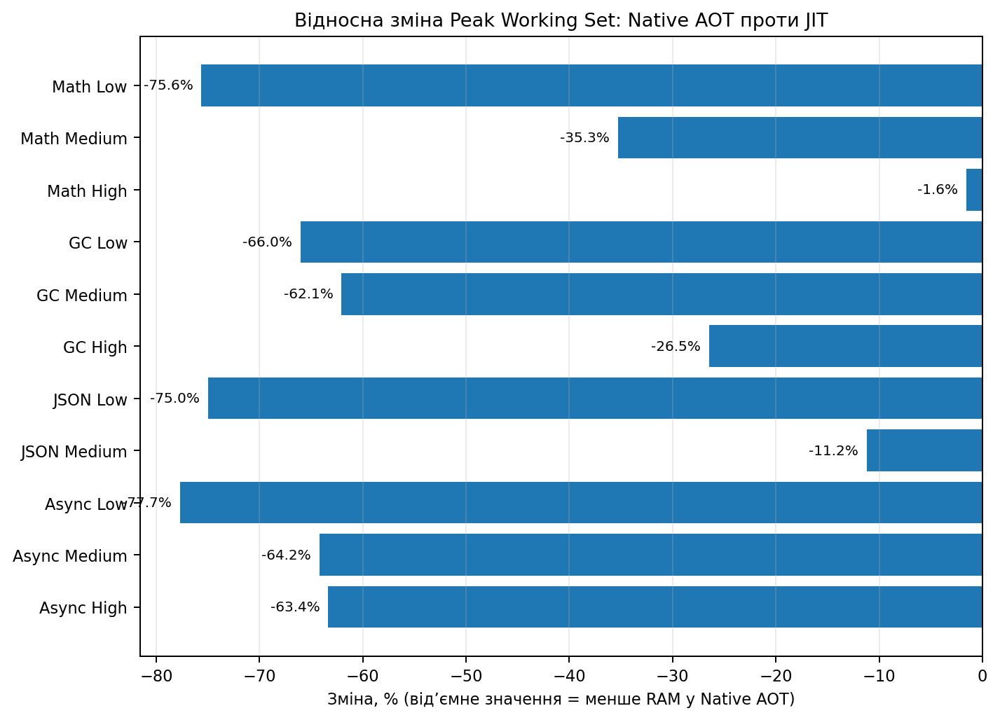 Відносна зміна Peak Working Set: Native AOT проти JIT
Math Low -75.6%
Math Medium -35.3%
Math High -1.6%
GC Low -66.0%
GC Medium -62.1%
GC High -26.5%
JSON Low -75.0%
JSON Medium -11.2%
Async Low -77.7%
Async Medium -64.2%
Async High -63.4%
−80 −70 −60 −50 −40 −30 −20 −10 0
Зміна, % (від’ємне значення = менше RAM у Native AOT)